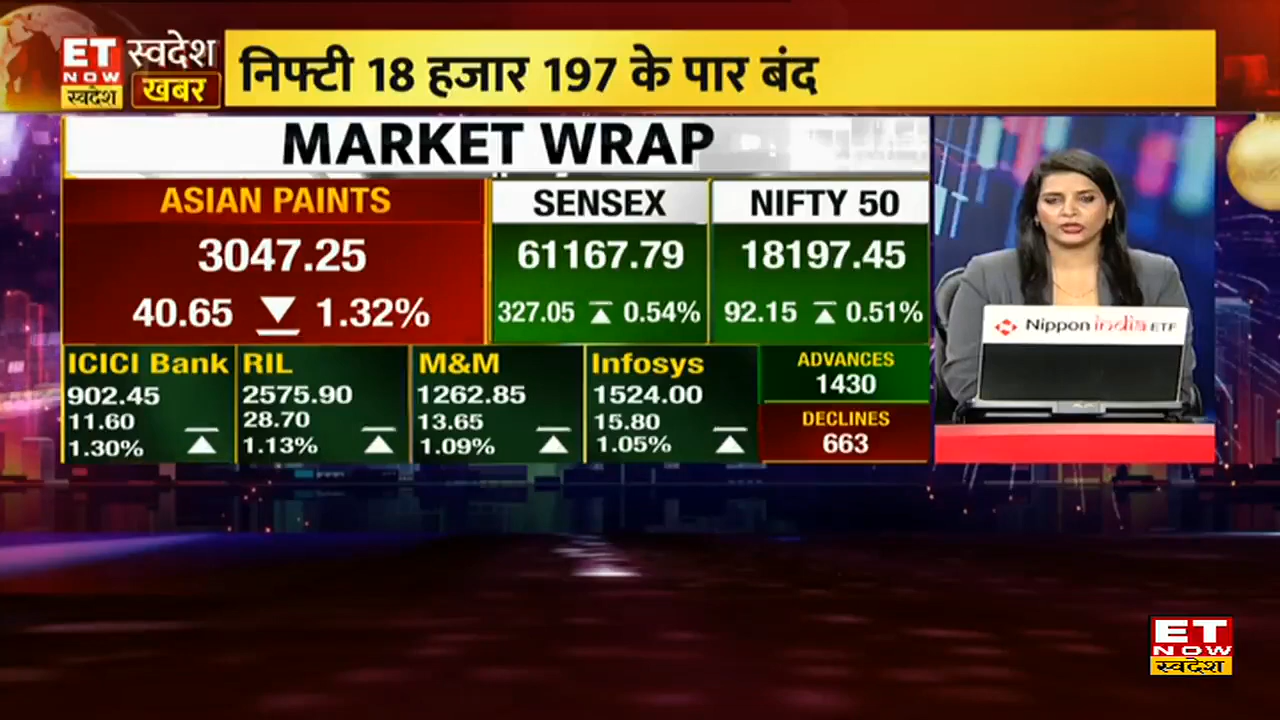 ET
NOW
स्वदेश
स्वदेश
खबर
निफ्टी 18 हजार 197 के पार बंद
MARKET WRAP
ASIAN PAINTS
3047.25
40.65 1.32%
SENSEX
61167.79
327.05 0.54%
NIFTY 50
18197.45
92.15 0.51%
ICICI Bank
902.45
11.60
1.30%
RIL
2575.90
28.70
1.13%
M&M
1262.85
13.65
1.09%
Infosys
1524.00
15.80
1.05%
ADVANCES
1430
DECLINES
663
Nippon india ETF
ET
NOW
स्वदेश